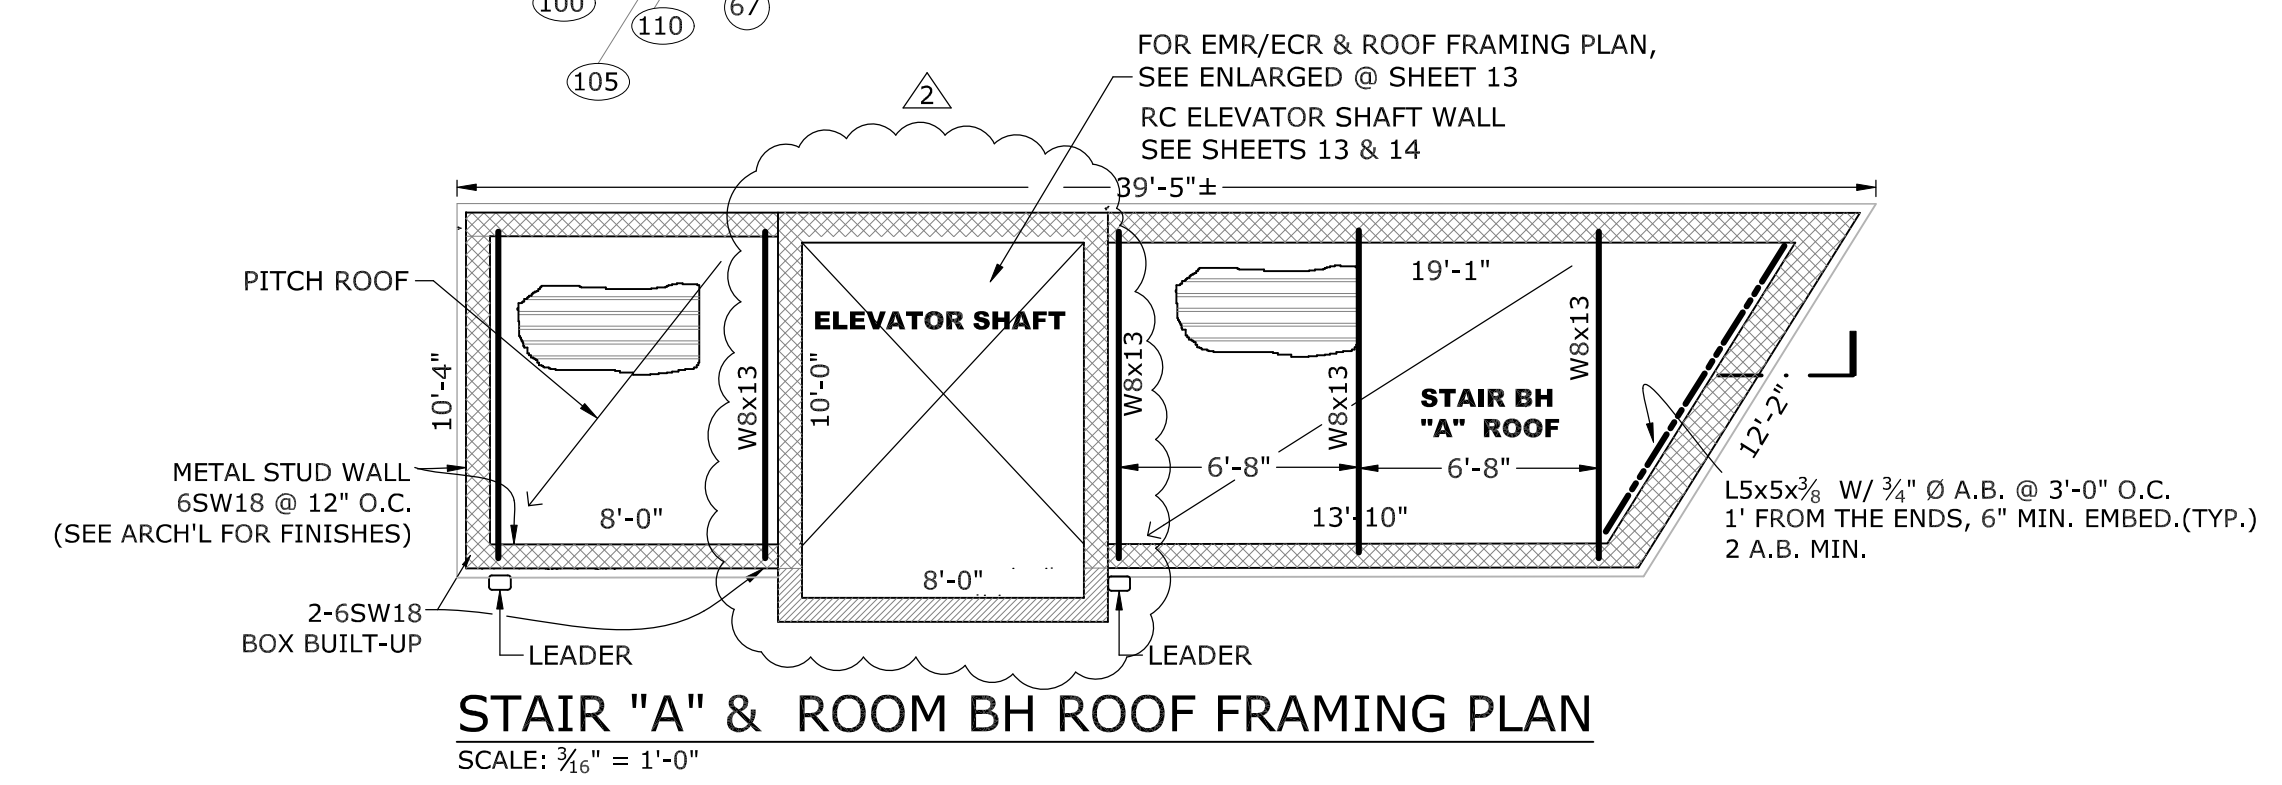 100
67
110
105
2
FOR EMR/ECR & ROOF FRAMING PLAN,
SEE ENLARGED @ SHEET 13
RC ELEVATOR SHAFT WALL
SEE SHEETS 13 & 14
39'-5"±
PITCH ROOF
19'-1"
ELEVATOR SHAFT
10'-4"
W8x13
10'-0"
W8x13
W8x13
W8x13
STAIR BH
"A" ROOF
12'-2"
6'-8"
6'-8"
METAL STUD WALL
6SW18 @ 12" O.C.
(SEE ARCH'L FOR FINISHES)
8'-0"
13'-10"
L5x5x⅜ W/ ¾" Ø A.B. @ 3'-0" O.C.
1' FROM THE ENDS, 6" MIN. EMBED.(TYP.)
2 A.B. MIN.
8'-0"
2-6SW18
BOX BUILT-UP
LEADER
LEADER
STAIR "A" & ROOM BH ROOF FRAMING PLAN
SCALE: 3⁄16" = 1'-0"